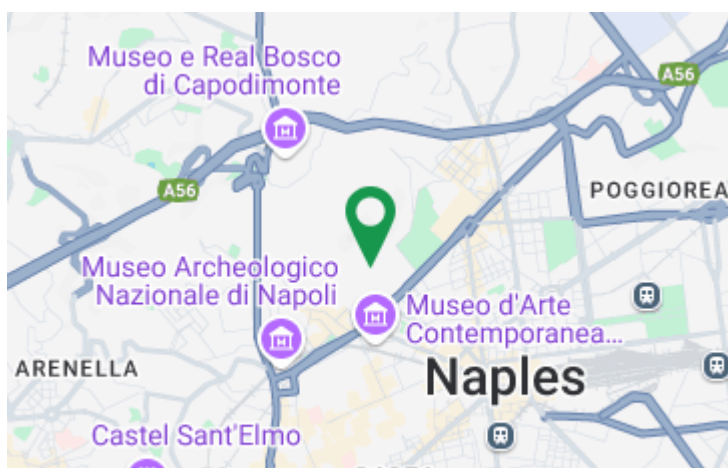 Museo e Real Bosco
di Capodimonte
A56
A56
POGGIOREA
Museo Archeologico
Nazionale di Napoli
Museo d'Arte
Contemporanea...
ARENELLA
Naples
Castel Sant'Elmo